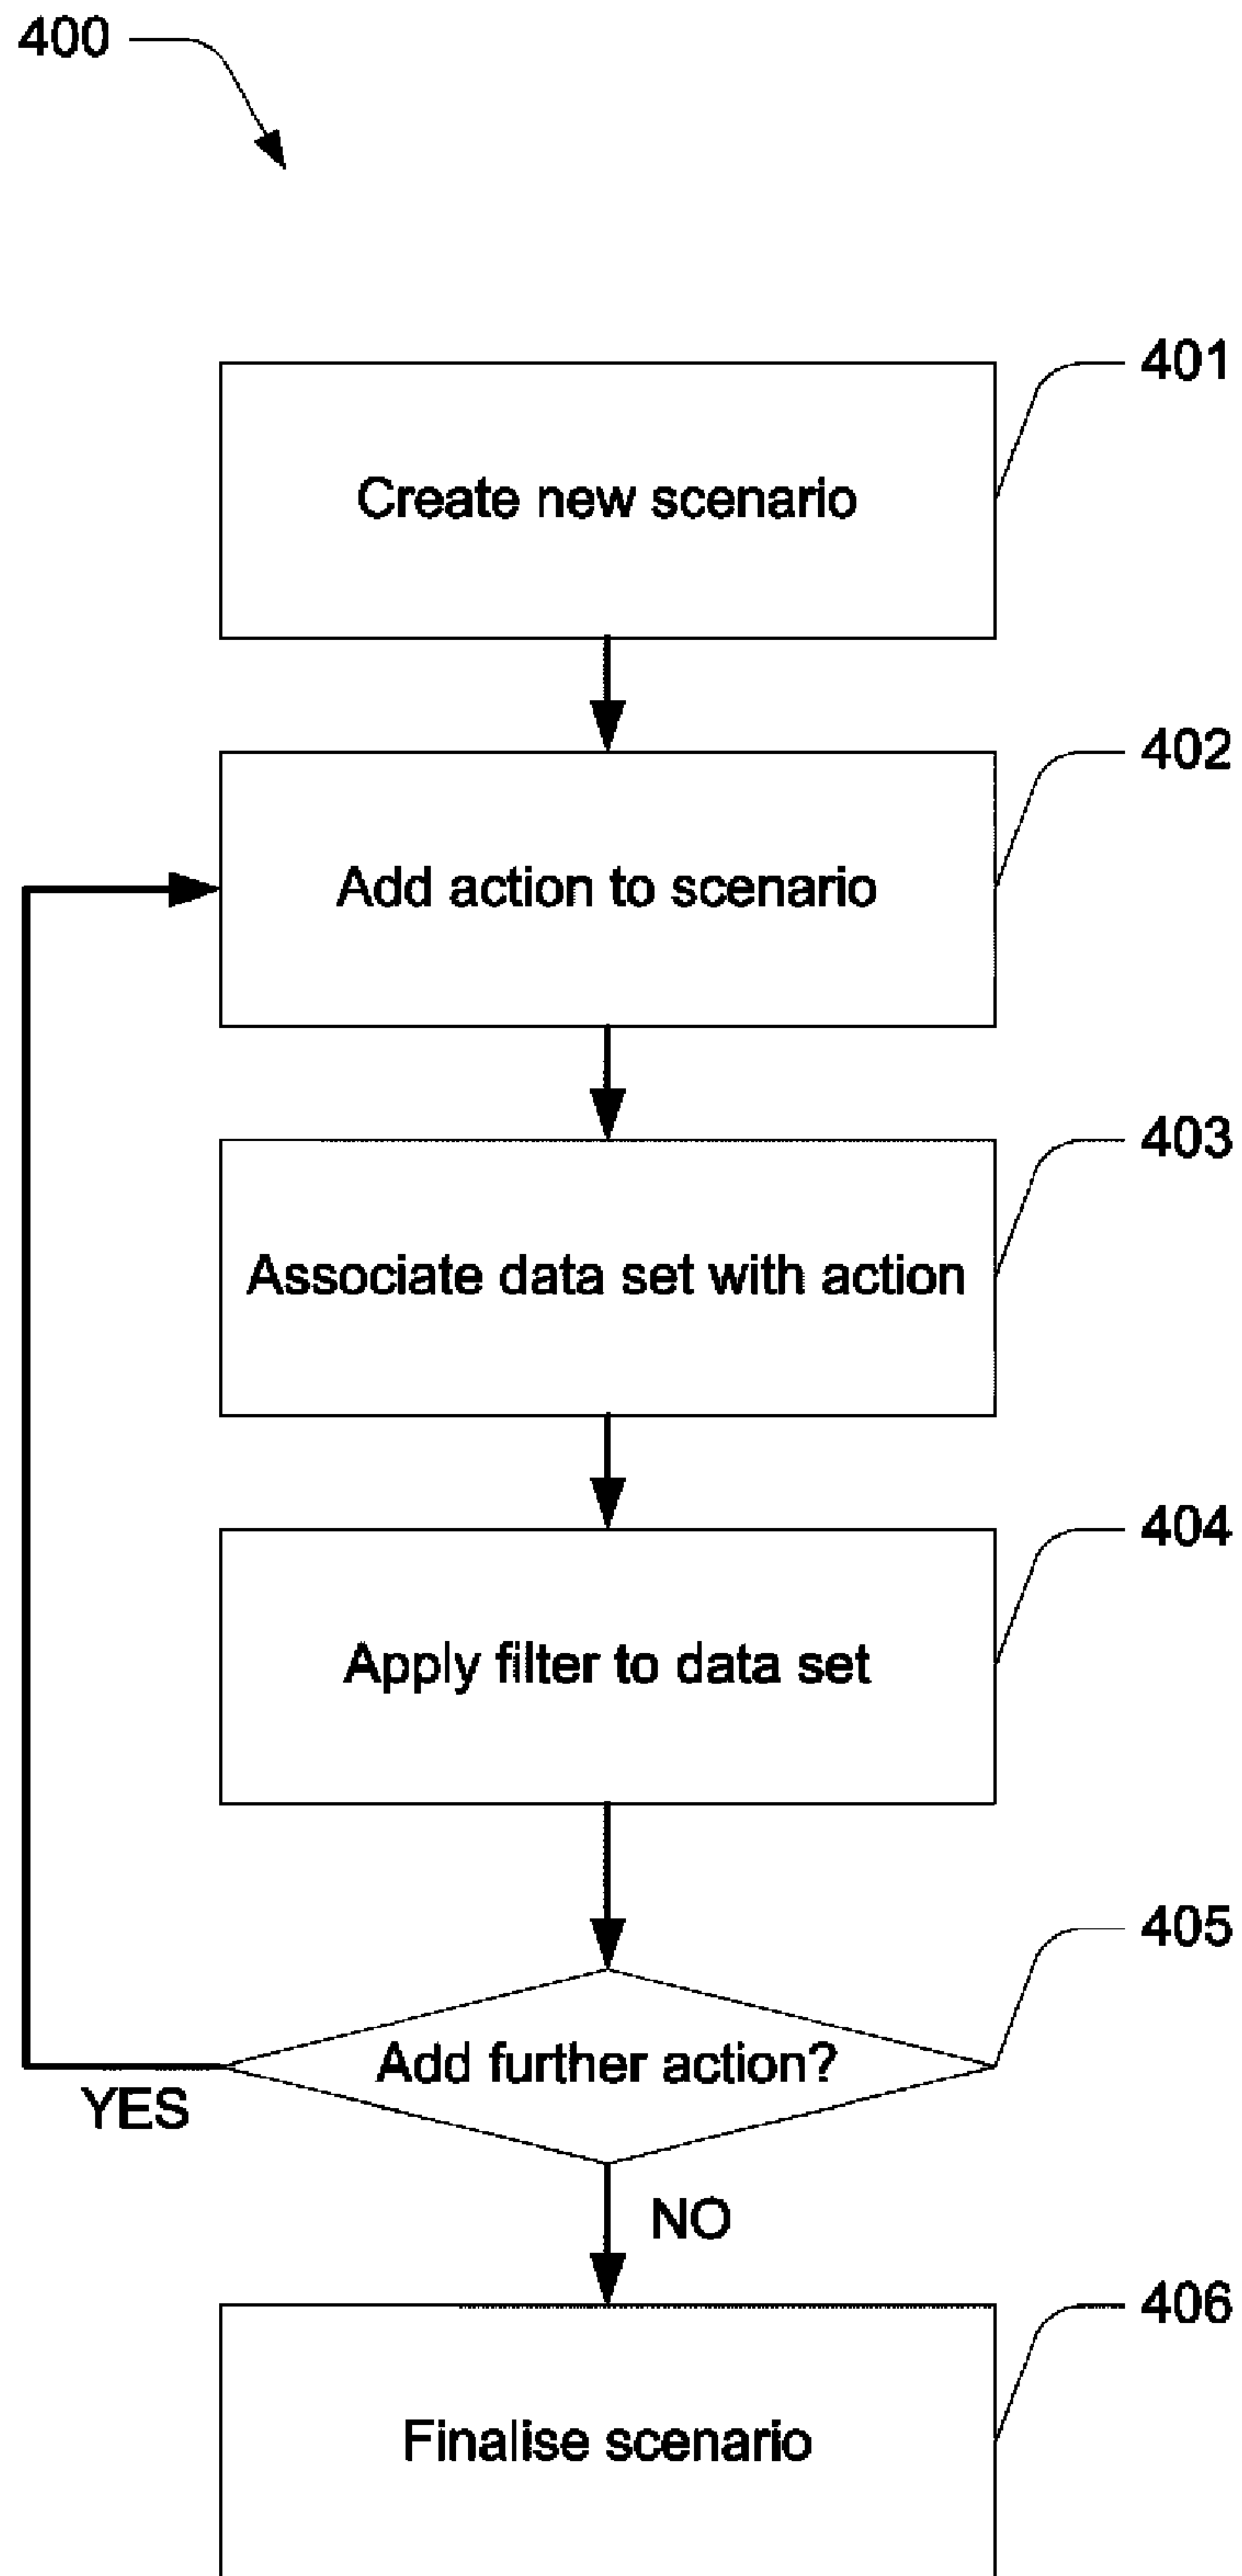 400
401
Create new scenario
402
Add action to scenario
403
Associate data set with action
404
Apply filter to data set
405
Add further action?
YES
NO
406
Finalise scenario